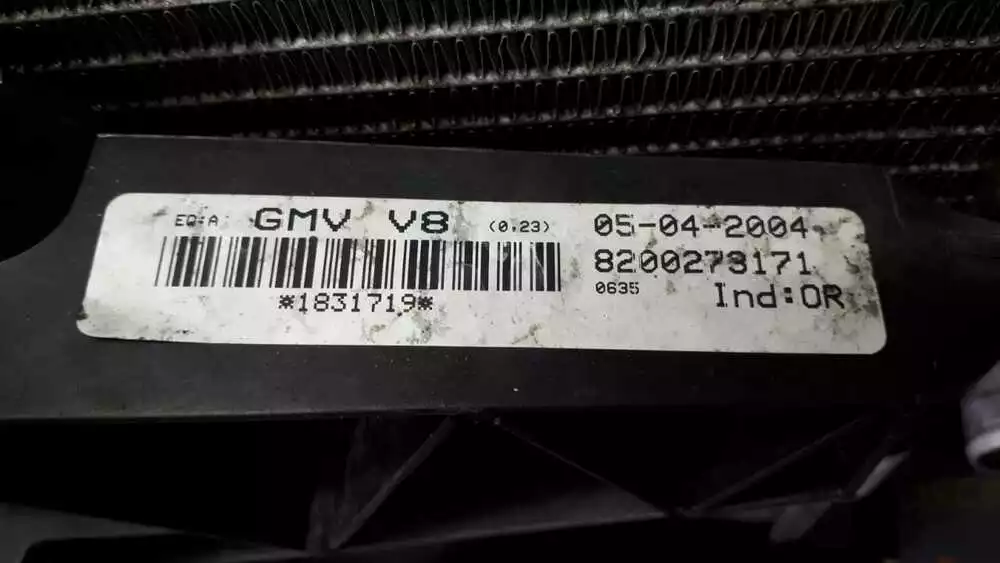 EQ:A: GMV V8 (0.23) 05-04-2004
8200273171
*1831719* 0635 Ind:OR